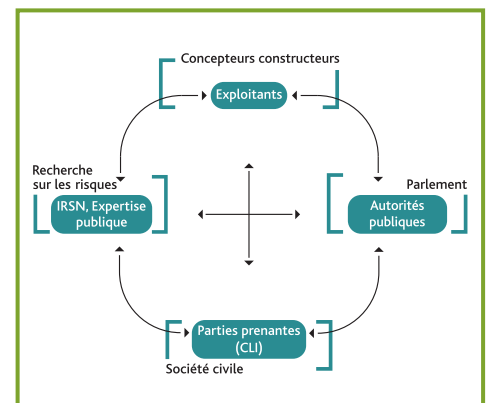 Concepteurs constructeurs
Exploitants
Recherche
sur les risques
IRSN, Expertise
publique
Parlement
Autorités
publiques
Parties prenantes
(CLI)
Société civile